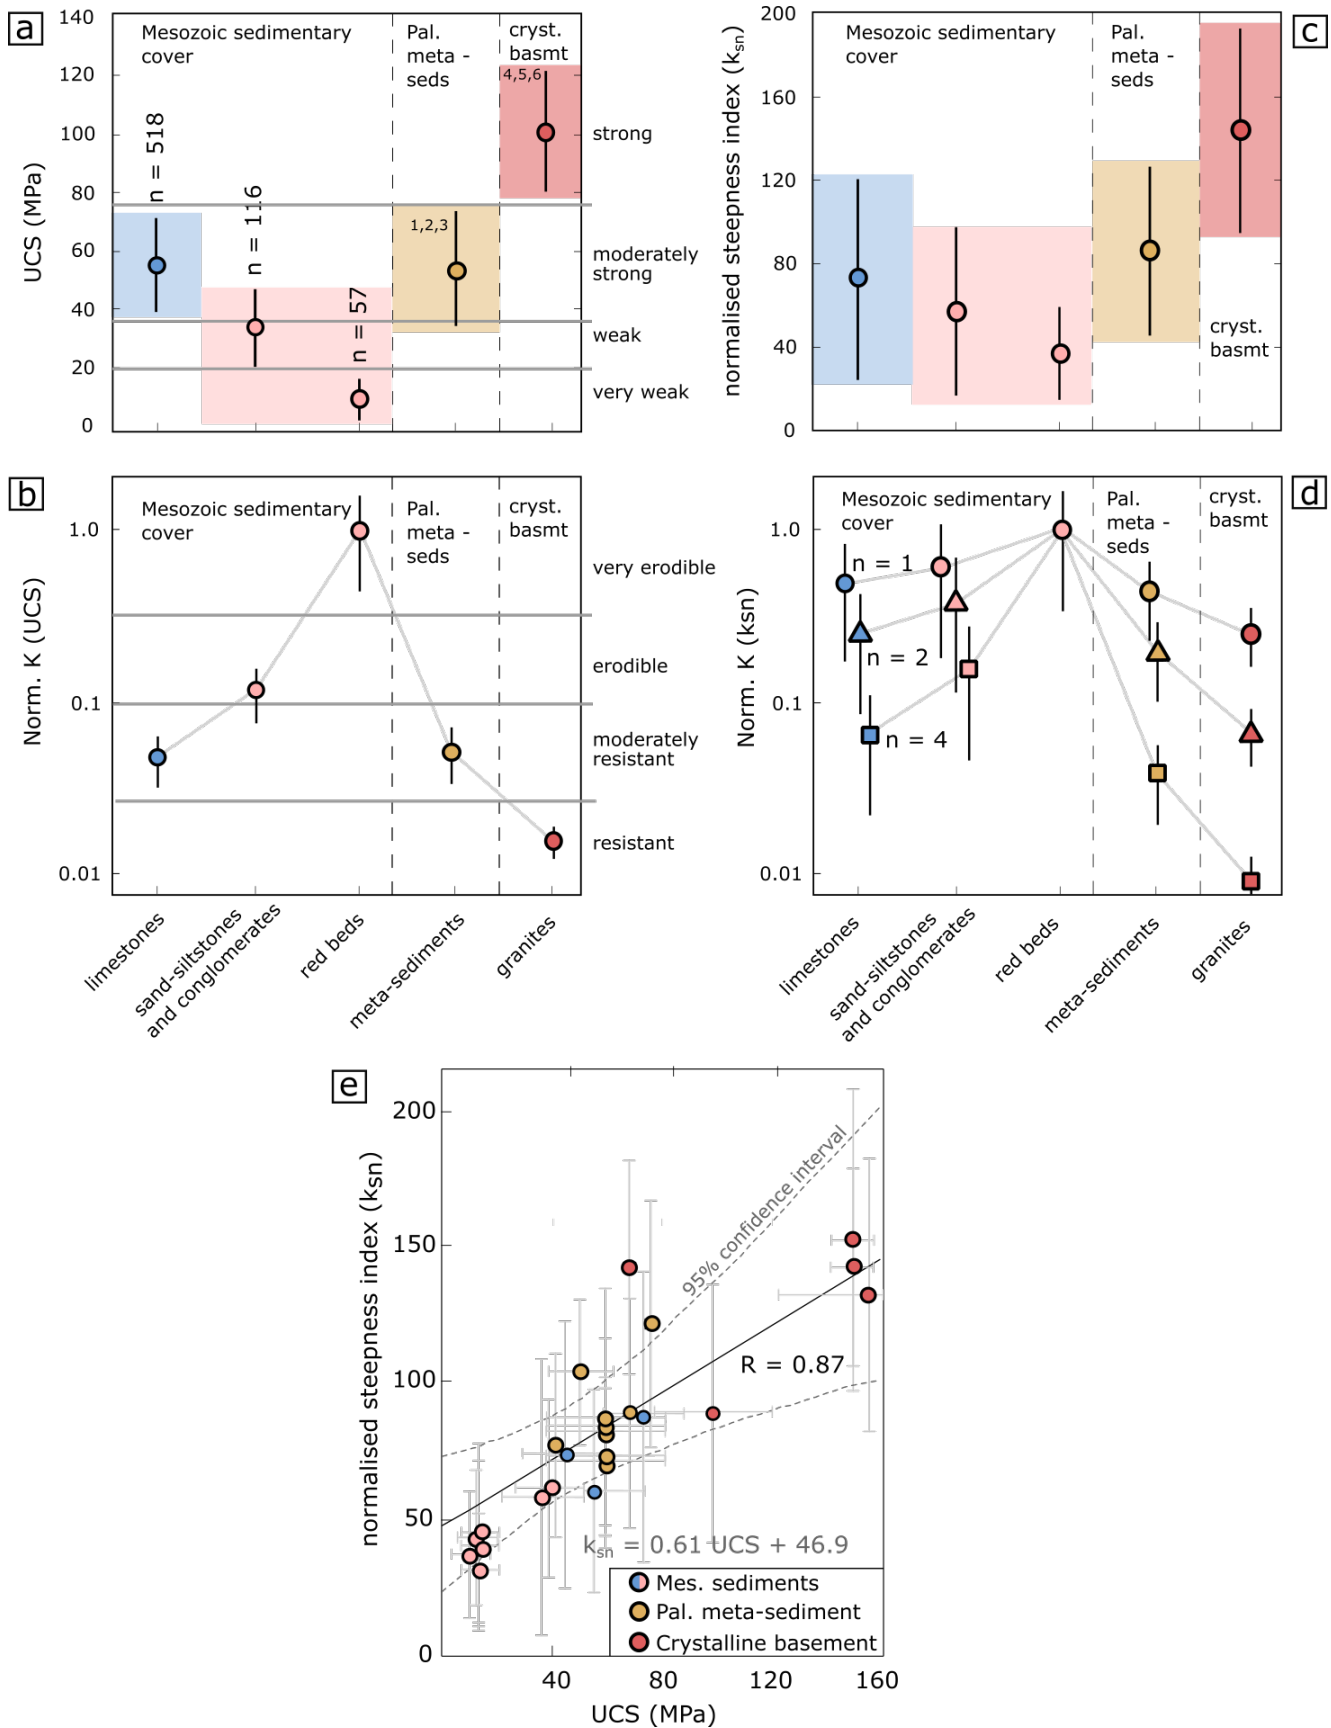 a
140
120
100
80
60
40
20
0
UCS (MPa)
Mesozoic sedimentary
cover
Pal.
meta -
seds
cryst.
basmt
4,5,6
n = 518
n = 116
n = 57
1,2,3
strong
moderately
strong
weak
very weak
c
200
160
120
80
40
0
normalised steepness index (ksn)
Mesozoic sedimentary
cover
Pal.
meta -
seds
cryst.
basmt
b
1.0
0.1
0.01
Norm. K (UCS)
Mesozoic sedimentary
cover
Pal.
meta -
seds
cryst.
basmt
very erodible
erodible
moderately
resistant
resistant
limestones
sand-siltstones
and conglomerates
red beds
meta-sediments
granites
d
1.0
0.1
0.01
Norm. K (ksn)
Mesozoic sedimentary
cover
Pal.
meta -
seds
cryst.
basmt
n = 1
n = 2
n = 4
limestones
sand-siltstones
and conglomerates
red beds
meta-sediments
granites
e
200
150
100
50
0
normalised steepness index (ksn)
95% confidence interval
R = 0.87
ksn = 0.61 UCS + 46.9
Mes. sediments
Pal. meta-sediment
Crystalline basement
40
80
120
160
UCS (MPa)